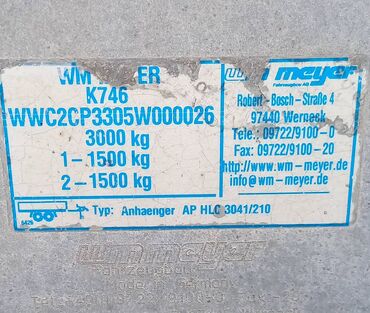 WM MEYER
K746
WWC2CP3305W000026
3000 kg
1-1500 kg
2-1500 kg
Typ: Anhaenger AP HLC 3041/210
wm meyer
Fahrzeugbau AG
Robert-Bosch-Straße 4
97440 Werneck
Tele.: 09722/9100-0
Fax: 09722/9100-20
http://www.wm-meyer.de
info@wm-meyer.de
wm meyer